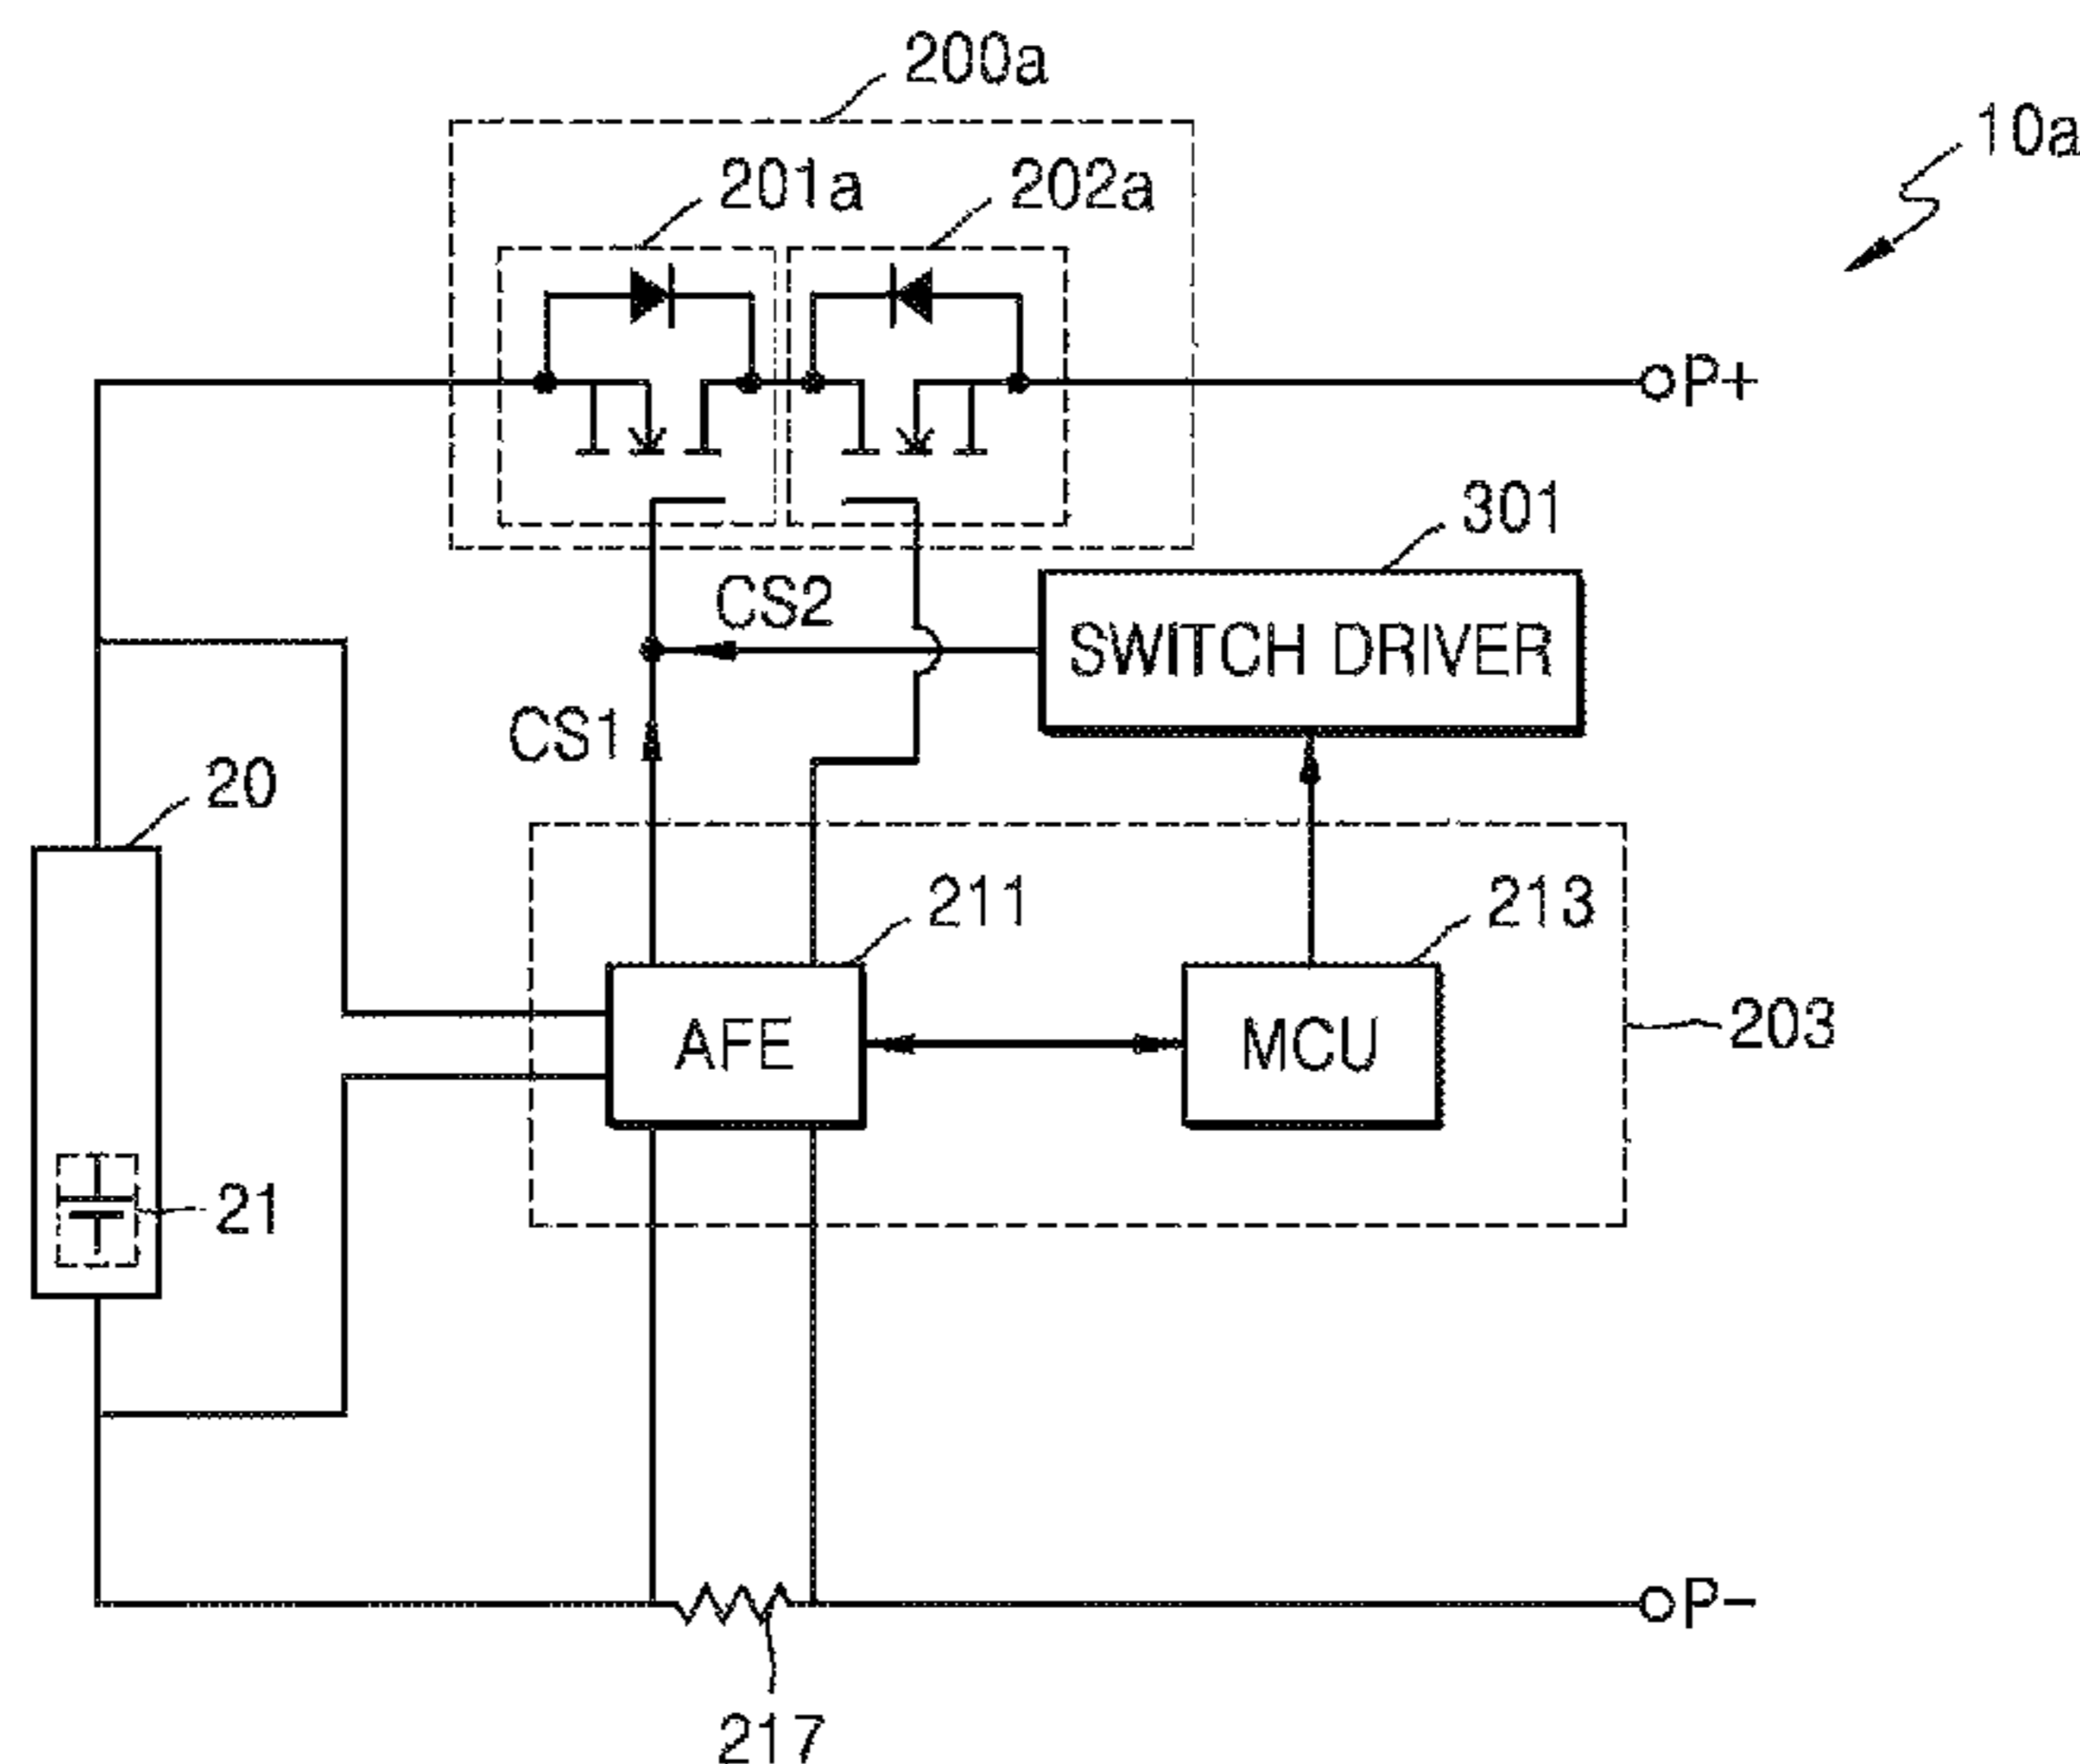 200a
10a
201a
202a
P+
301
CS2
SWITCH DRIVER
CS1
20
211
213
AFE
MCU
203
21
P-
217